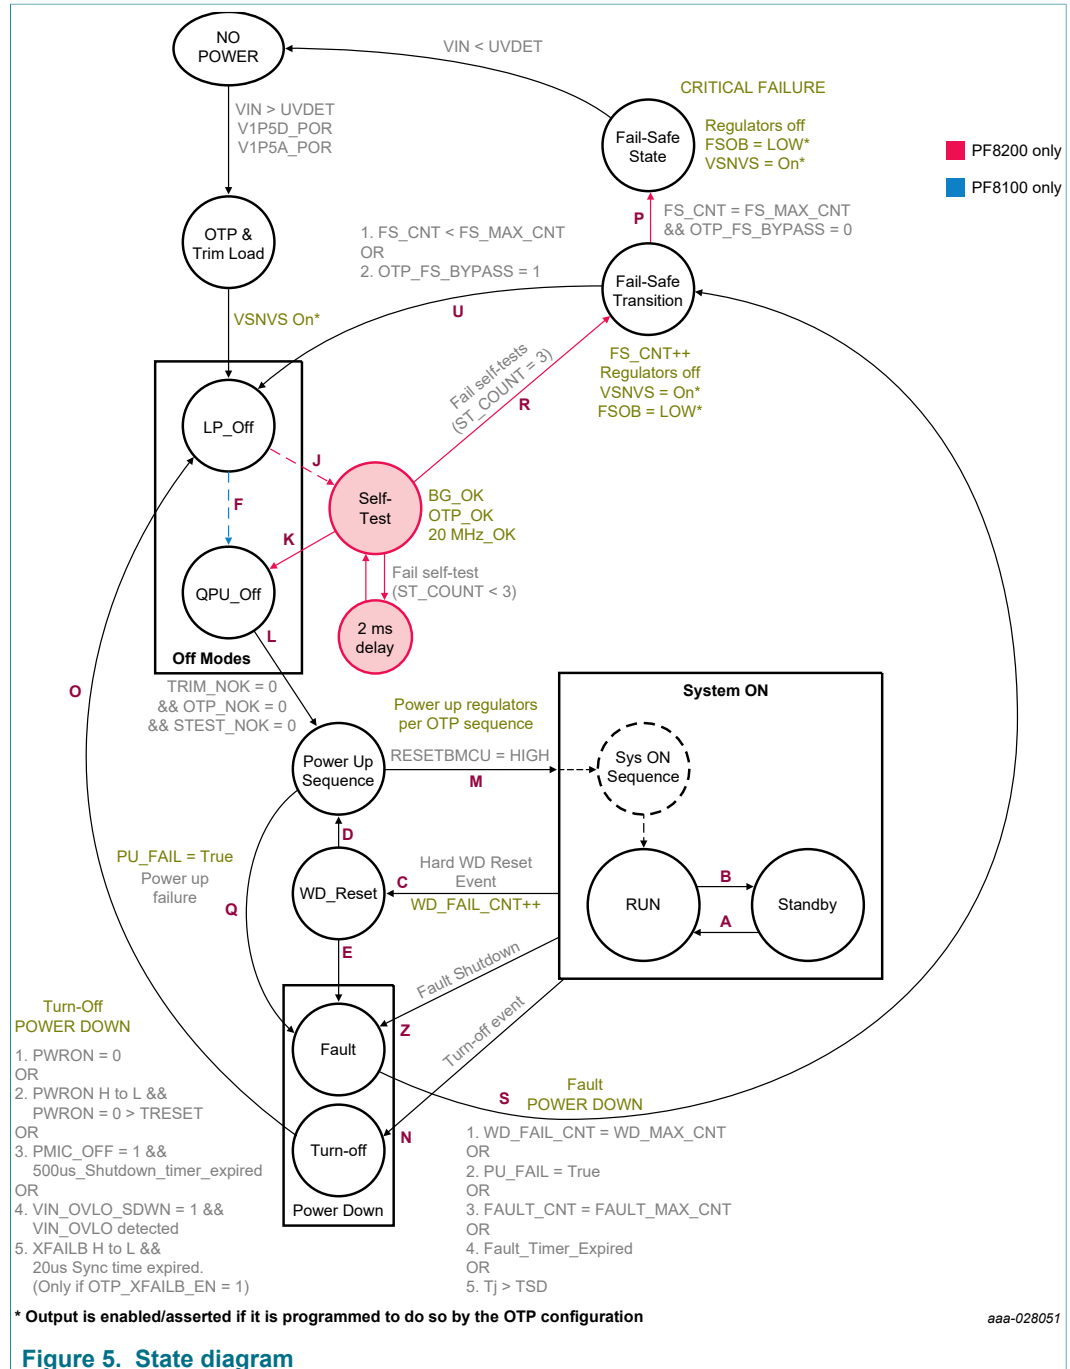 NO
POWER
VIN < UVDET
CRITICAL FAILURE
VIN > UVDET
V1P5D_POR
V1P5A_POR
Fail-Safe
State
Regulators off
FSOB = LOW*
VSNVS = On*
PF8200 only
PF8100 only
P
FS_CNT = FS_MAX_CNT
&& OTP_FS_BYPASS = 0
OTP &
Trim Load
1. FS_CNT < FS_MAX_CNT
OR
2. OTP_FS_BYPASS = 1
Fail-Safe
Transition
U
VSNVS On*
FS_CNT++
Regulators off
VSNVS = On*
FSOB = LOW*
Fail self-tests
(ST_COUNT = 3)
R
LP_Off
J
F
Self-
Test
BG_OK
OTP_OK
20 MHz_OK
K
QPU_Off
Fail self-test
(ST_COUNT < 3)
2 ms
delay
L
Off Modes
O
TRIM_NOK = 0
&& OTP_NOK = 0
&& STEST_NOK = 0
Power up regulators
per OTP sequence
System ON
Power Up
Sequence
RESETBMCU = HIGH
M
Sys ON
Sequence
D
PU_FAIL = True
Power up
failure
Q
WD_Reset
C
Hard WD Reset
Event
WD_FAIL_CNT++
RUN
B
A
Standby
E
Fault Shutdown
Z
Turn-off event
Fault
Turn-Off
POWER DOWN
1. PWRON = 0
OR
2. PWRON H to L &&
PWRON = 0 > TRESET
OR
3. PMIC_OFF = 1 &&
500us_Shutdown_timer_expired
OR
4. VIN_OVLO_SDWN = 1 &&
VIN_OVLO detected
5. XFAILB H to L &&
20us Sync time expired.
(Only if OTP_XFAILB_EN = 1)
S
Fault
POWER DOWN
N
Turn-off
Power Down
1. WD_FAIL_CNT = WD_MAX_CNT
OR
2. PU_FAIL = True
OR
3. FAULT_CNT = FAULT_MAX_CNT
OR
4. Fault_Timer_Expired
OR
5. Tj > TSD
* Output is enabled/asserted if it is programmed to do so by the OTP configuration
aaa-028051
Figure 5. State diagram